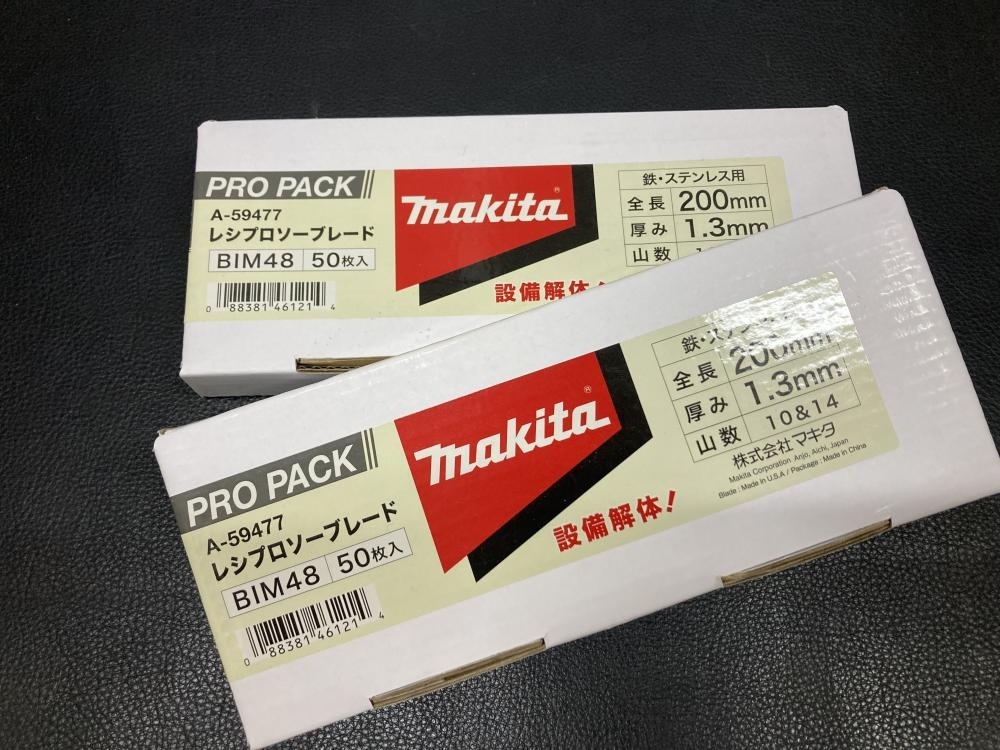 PRO PACK
A-59477
レシプロソーブレード
BIM48 50枚入
0 88381 46121 4
makita®
設備解体
鉄・ステンレス用
全長 200mm
厚み 1.3mm
山数
PRO PACK
A-59477
レシプロソーブレード
BIM48 50枚入
0 88381 46121 4
makita®
設備解体!
鉄・ステン
全長 200mm
厚み 1.3mm
山数 10&14
株式会社マキタ
Makita Corporation. Anjo, Aichi, Japan
Blade : Made in U.S.A / Package : Made in China